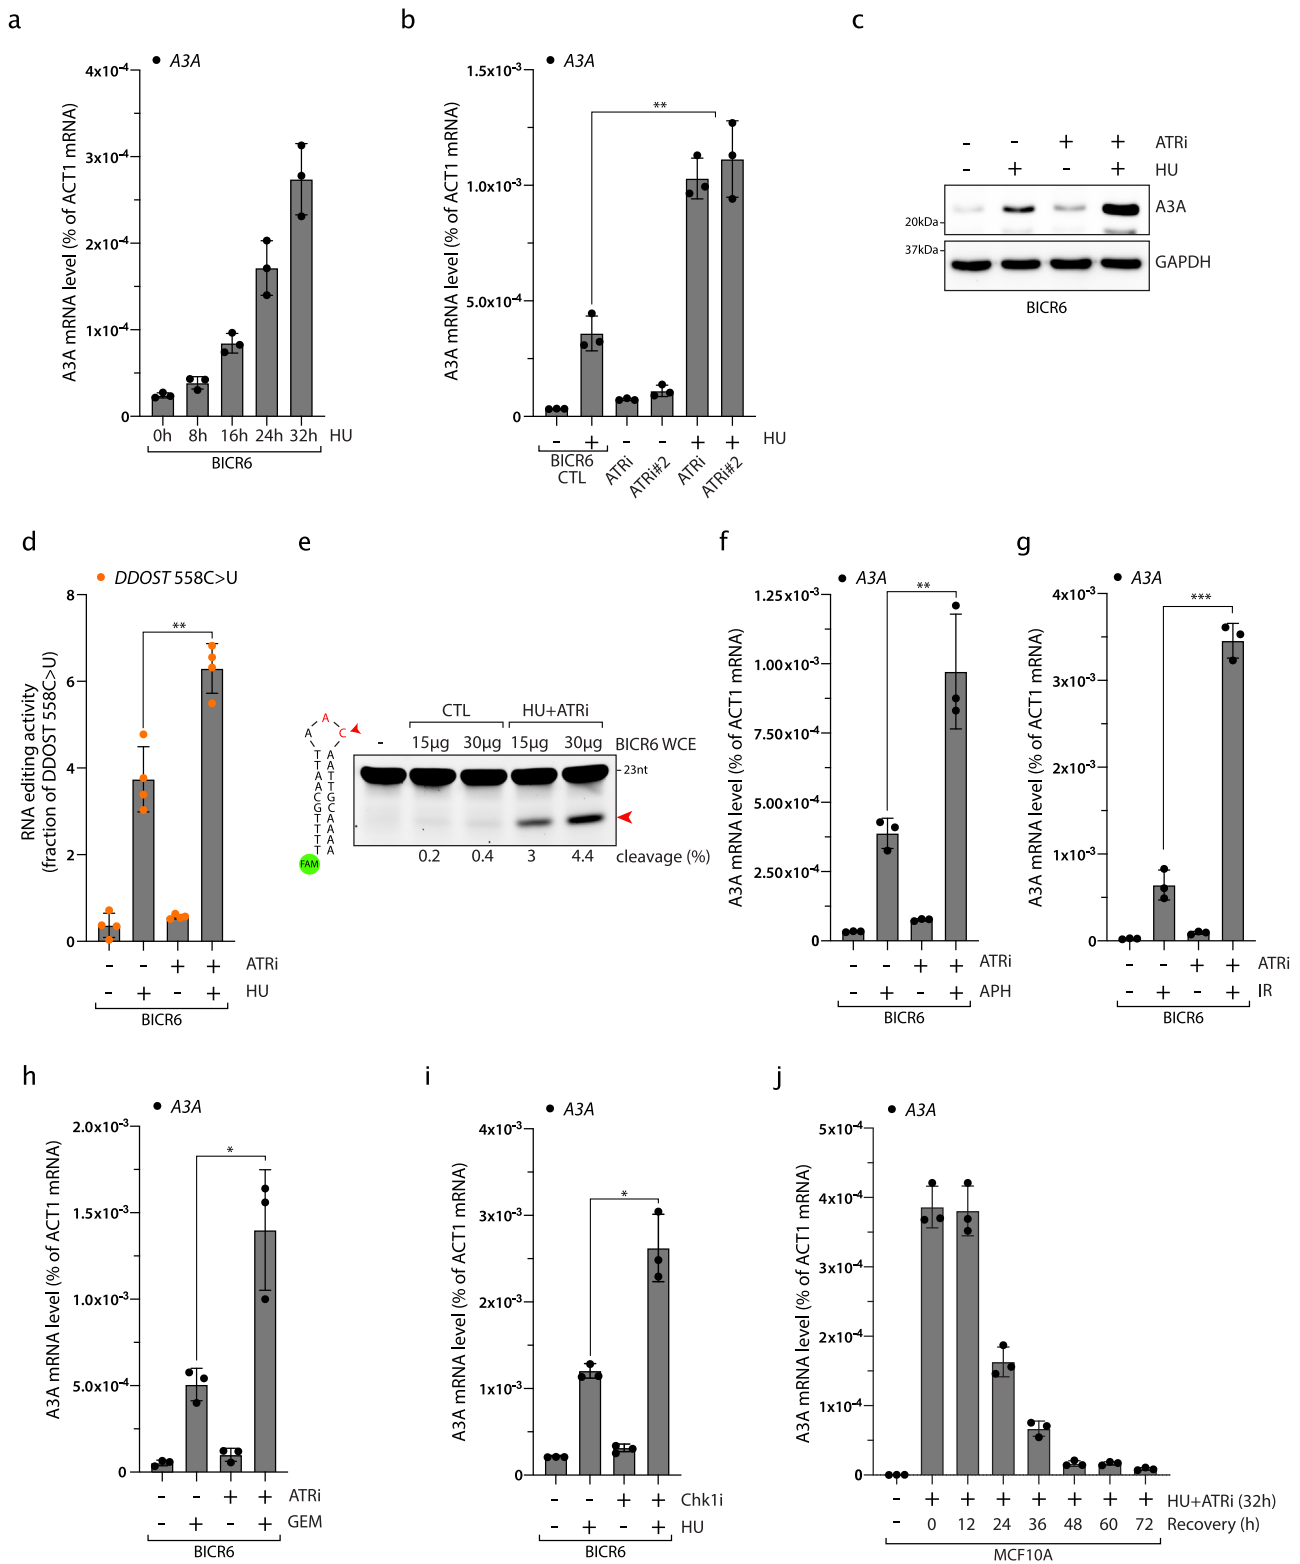 a
A3A
A3A mRNA level (% of ACT1 mRNA)
4x10-4
3x10-4
2x10-4
1x10-4
0
0h 8h 16h 24h 32h HU
BICR6
b
A3A
A3A mRNA level (% of ACT1 mRNA)
1.5x10-3
1.0x10-3
5.0x10-4
0
**
- + - - + + HU
BICR6 CTL
ATRi ATRi#2 ATRi ATRi#2
c
- - + + ATRi
- + - + HU
A3A
20kDa
37kDa
GAPDH
BICR6
d
DDOST 558C>U
RNA editing activity
(fraction of DDOST 558C>U)
8
6
4
2
0
**
- - + + ATRi
- + - + HU
BICR6
e
CTL HU+ATRi
- 15µg 30µg 15µg 30µg BICR6 WCE
23nt
A
A C
T A
T A
A T
A T
C G
G C
T A
T A
T A
T A
FAM
0.2 0.4 3 4.4 cleavage (%)
f
A3A
A3A mRNA level (% of ACT1 mRNA)
1.25x10-3
1.00x10-3
7.50x10-4
5.00x10-4
2.50x10-4
0
**
- - + + ATRi
- + - + APH
BICR6
g
A3A
A3A mRNA level (% of ACT1 mRNA)
4x10-3
3x10-3
2x10-3
1x10-3
0
***
- - + + ATRi
- + - + IR
BICR6
h
A3A
A3A mRNA level (% of ACT1 mRNA)
2.0x10-3
1.5x10-3
1.0x10-3
5.0x10-4
0
*
- - + + ATRi
- + - + GEM
BICR6
i
A3A
A3A mRNA level (% of ACT1 mRNA)
4x10-3
3x10-3
2x10-3
1x10-3
0
*
- - + + Chk1i
- + - + HU
BICR6
j
A3A
A3A mRNA level (% of ACT1 mRNA)
5x10-4
4x10-4
3x10-4
2x10-4
1x10-4
0
- + + + + + + + HU+ATRi (32h)
- 0 12 24 36 48 60 72 Recovery (h)
MCF10A